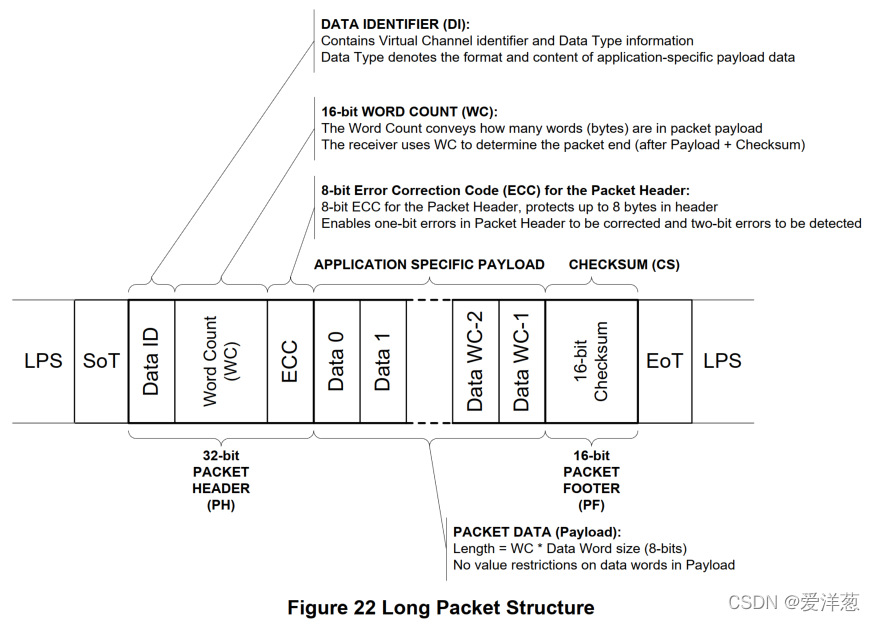 DATA IDENTIFIER (DI):
Contains Virtual Channel identifier and Data Type information
Data Type denotes the format and content of application-specific payload data
16-bit WORD COUNT (WC):
The Word Count conveys how many words (bytes) are in packet payload
The receiver uses WC to determine the packet end (after Payload + Checksum)
8-bit Error Correction Code (ECC) for the Packet Header:
8-bit ECC for the Packet Header, protects up to 8 bytes in header
Enables one-bit errors in Packet Header to be corrected and two-bit errors to be detected
APPLICATION SPECIFIC PAYLOAD
CHECKSUM (CS)
LPS
SoT
Data ID
Word Count
(WC)
ECC
Data 0
Data 1
Data WC-2
Data WC-1
16-bit
Checksum
EoT
LPS
32-bit
PACKET
HEADER
(PH)
16-bit
PACKET
FOOTER
(PF)
PACKET DATA (Payload):
Length = WC * Data Word size (8-bits)
No value restrictions on data words in Payload
Figure 22 Long Packet Structure
CSDN @爱洋葱